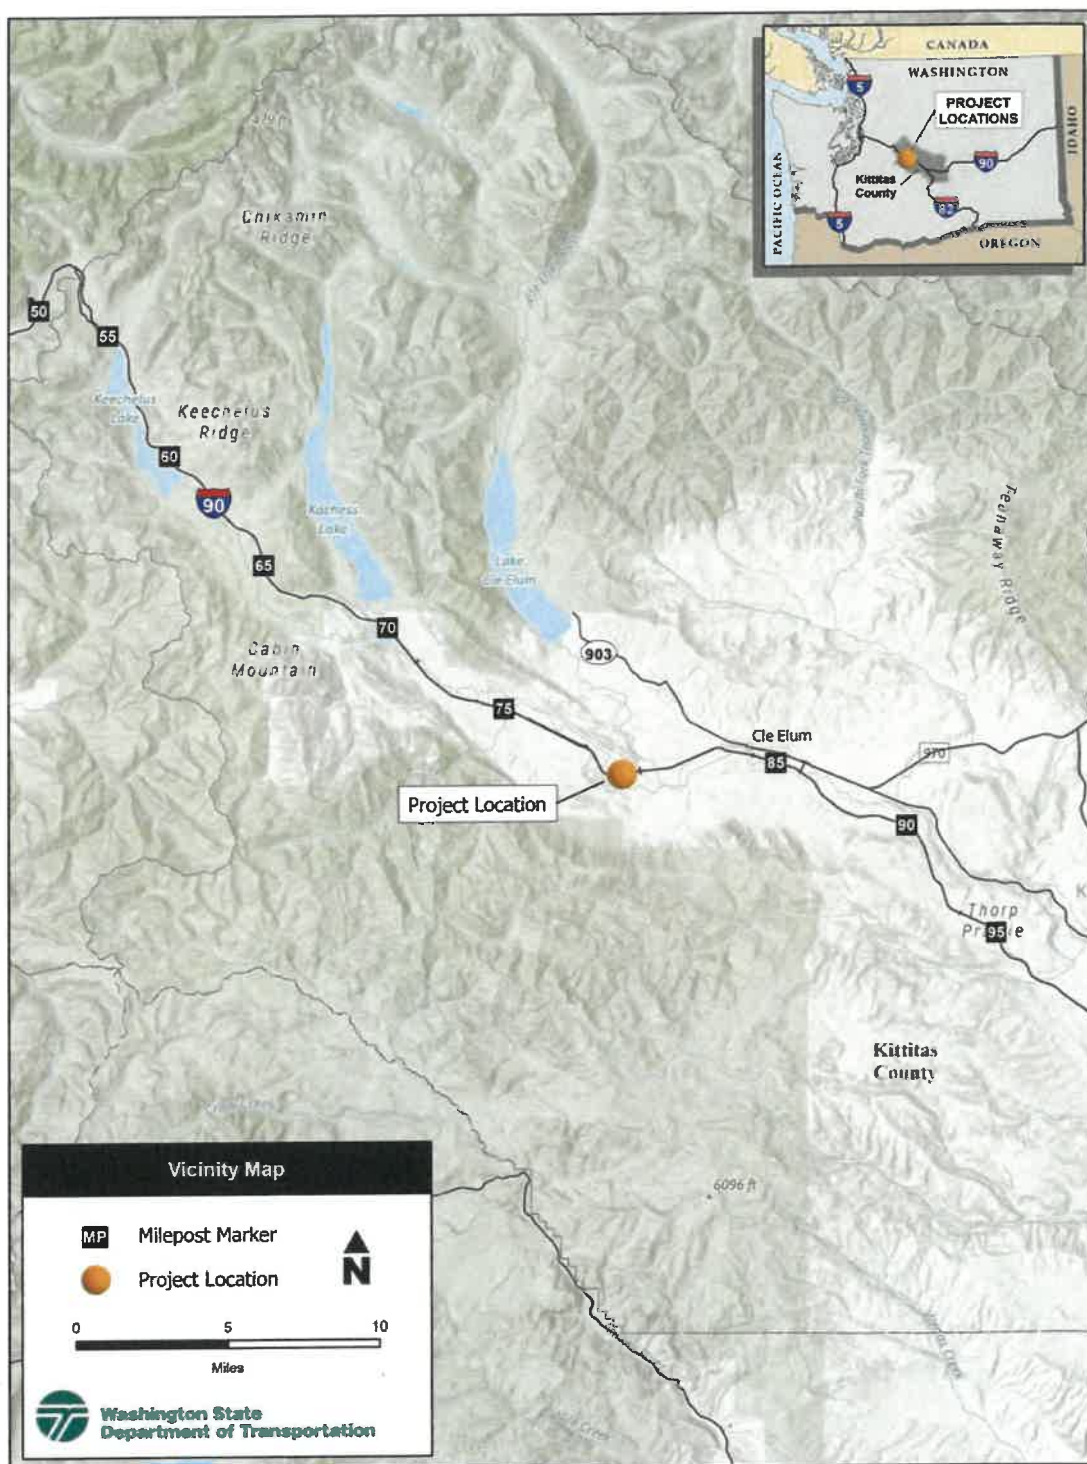 CANADA
WASHINGTON
5
PROJECT
LOCATIONS
IDAHO
90
Kittitas
County
PACIFIC OCEAN
82
5
OREGON
Chikamin
Ridge
50
55
Keechelus
Lake
Keechelus
Ridge
60
90
Kachess
Lake
Lake
Cle Elum
Teanaway Ridge
65
70
Cabin
Mountain
903
75
Cle Elum
85
970
Project Location
90
Thorp
Prairie
95
K
Kittitas
County
6096 ft
Vicinity Map
MP Milepost Marker
N
Project Location
0 5 10
Miles
Washington State
Department of Transportation